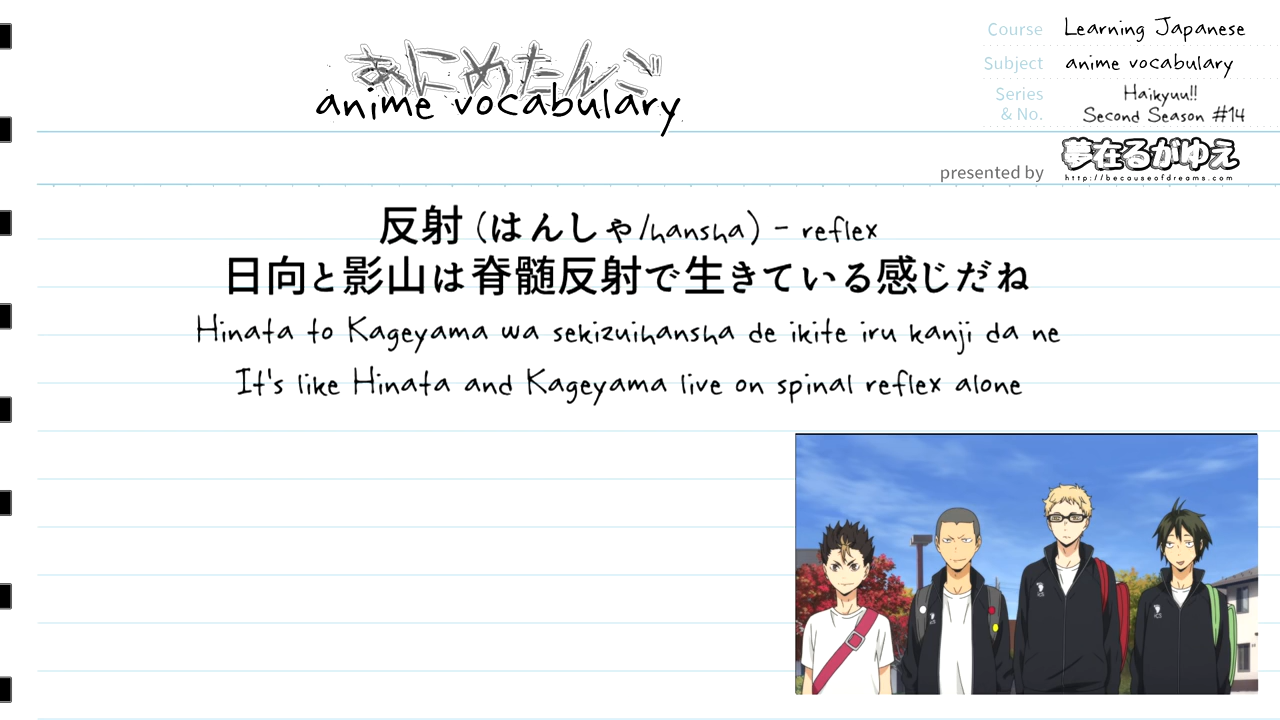 あにめたんご
anime vocabulary
Course Learning Japanese
Subject anime vocabulary
Series & No. Haikyuu!! Second Season #14
presented by 夢在るがゆえ
http://becauseofdreams.com
反射 (はんしゃ/hansha) - reflex
日向と影山は脊髄反射で生きている感じだね
Hinata to Kageyama wa sekizuihansha de ikite iru kanji da ne
It's like Hinata and Kageyama live on spinal reflex alone